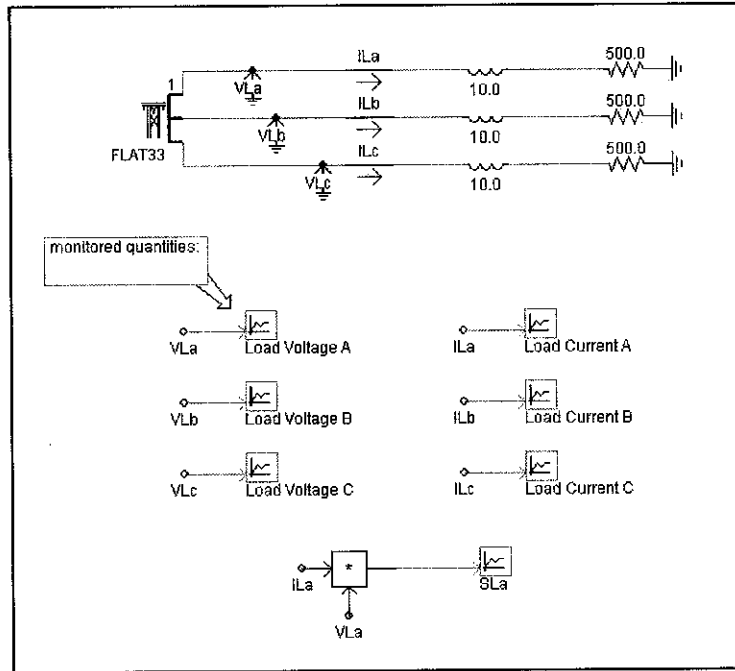 ILa
500.0
1
VLa
10.0
ILb
500.0
VLb
10.0
FLAT33
ILc
500.0
VLc
10.0
monitored quantities:
VLa
Load Voltage A
ILa
Load Current A
VLb
Load Voltage B
ILb
Load Current B
VLc
Load Voltage C
ILc
Load Current C
ILa
*
SLa
VLa